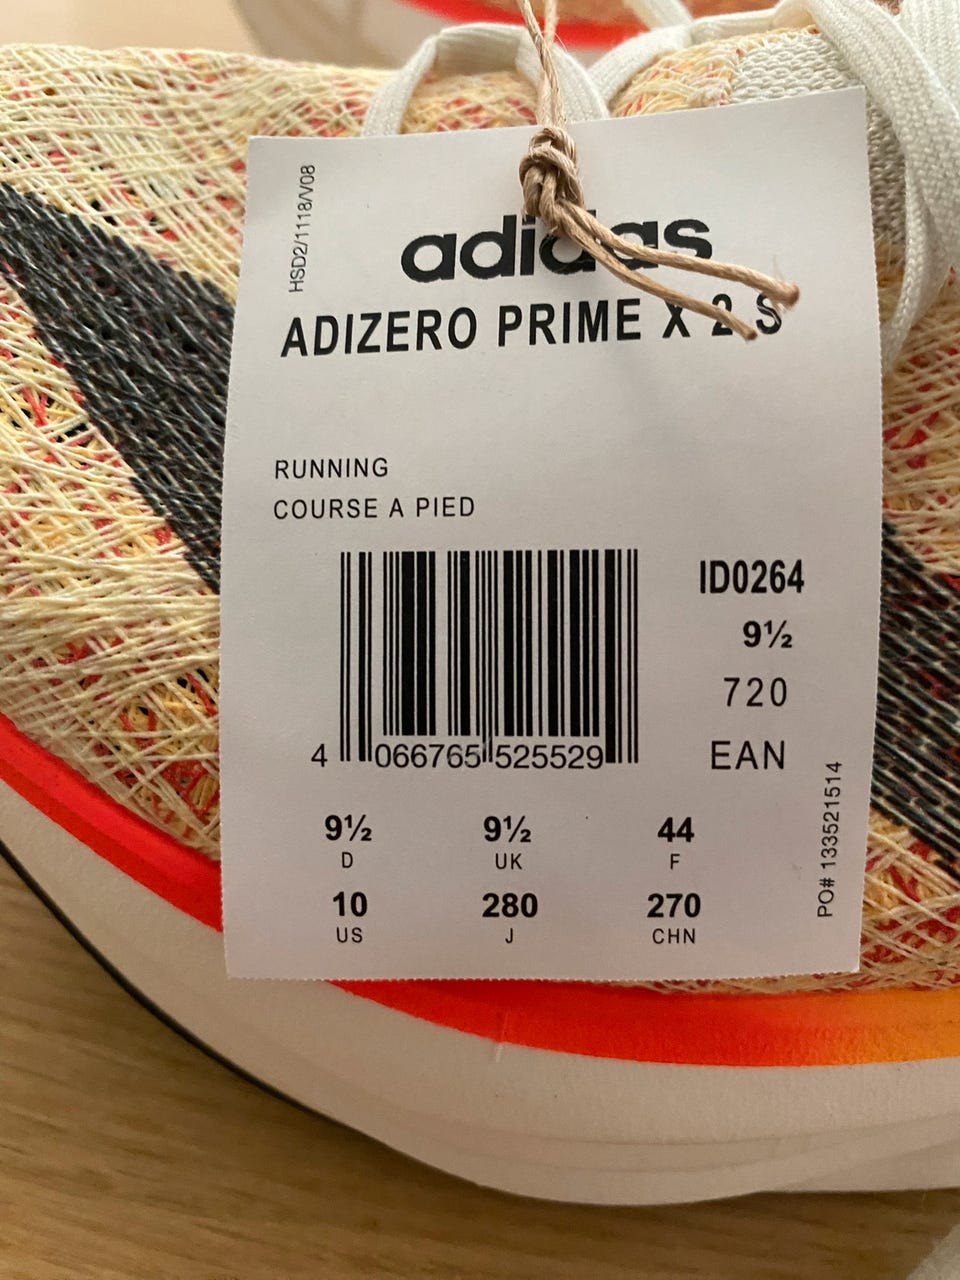 HSD2/1118/V08
adidas
ADIZERO PRIME X 2 S
RUNNING
COURSE A PIED
ID0264
9½
720
EAN
4 066765 525529
9½ 9½ 44
D UK F
10 280 270
US J CHN
PO# 133521514